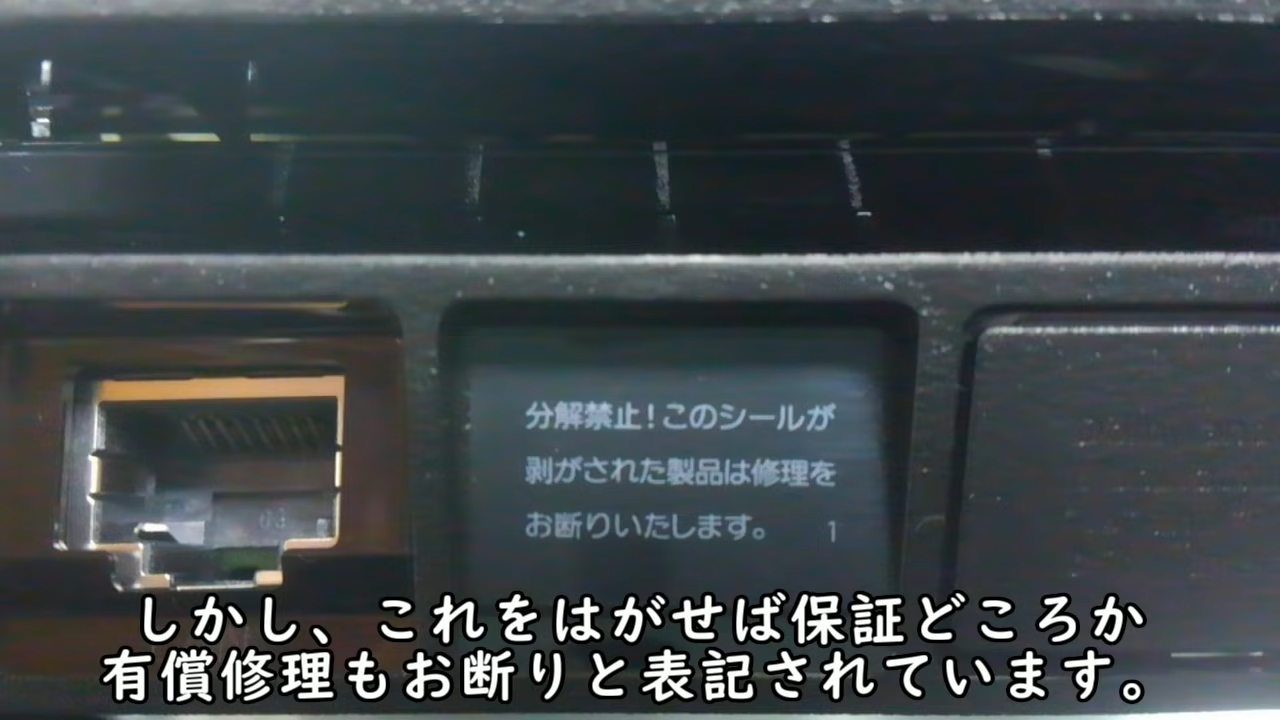 分解禁止！このシールが
剥がされた製品は修理を
お断りいたします。 1
しかし、これをはがせば保証どころか
有償修理もお断りと表記されています。